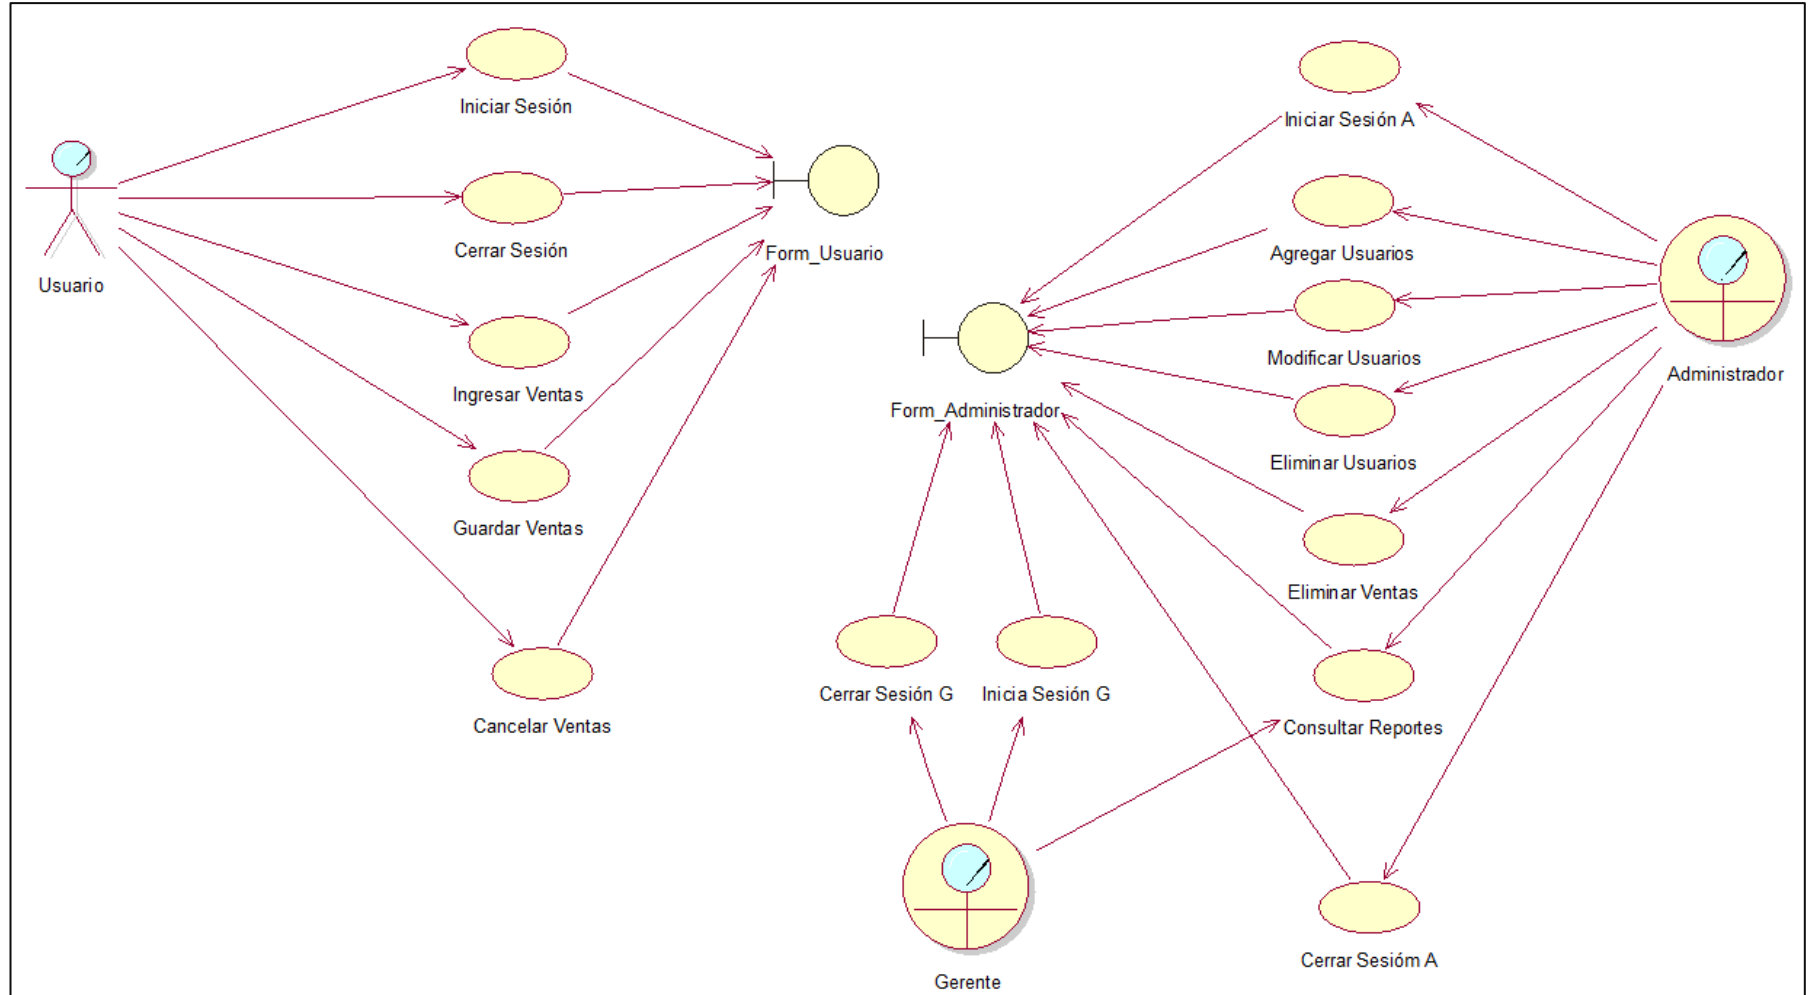 Iniciar Sesión
Cerrar Sesión
Usuario
Form_Usuario
Ingresar Ventas
Guardar Ventas
Cancelar Ventas
Iniciar Sesión A
Agregar Usuarios
Modificar Usuarios
Administrador
Form_Administrador
Eliminar Usuarios
Eliminar Ventas
Cerrar Sesión G
Inicia Sesión G
Consultar Reportes
Gerente
Cerrar Sesióm A